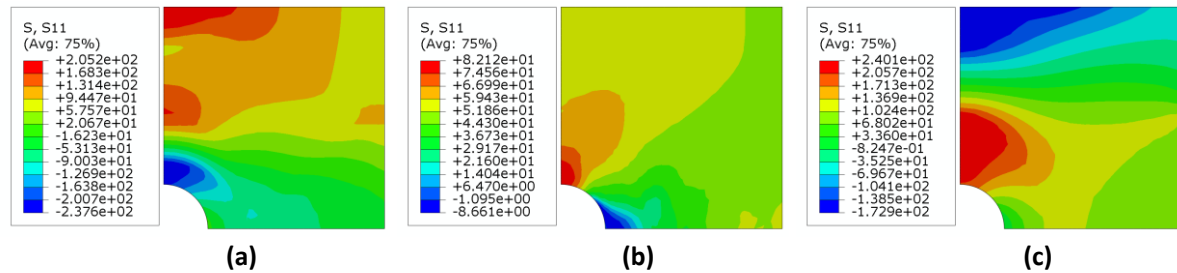 S, S11
(Avg: 75%)
+2.052e+02
+1.683e+02
+1.314e+02
+9.447e+01
+5.757e+01
+2.067e+01
-1.623e+01
-5.313e+01
-9.003e+01
-1.269e+02
-1.638e+02
-2.007e+02
-2.376e+02
(a)
S, S11
(Avg: 75%)
+8.212e+01
+7.456e+01
+6.699e+01
+5.943e+01
+5.186e+01
+4.430e+01
+3.673e+01
+2.917e+01
+2.160e+01
+1.404e+01
+6.470e+00
-1.095e+00
-8.661e+00
(b)
S, S11
(Avg: 75%)
+2.401e+02
+2.057e+02
+1.713e+02
+1.369e+02
+1.024e+02
+6.802e+01
+3.360e+01
-8.247e-01
-3.525e+01
-6.967e+01
-1.041e+02
-1.385e+02
-1.729e+02
(c)